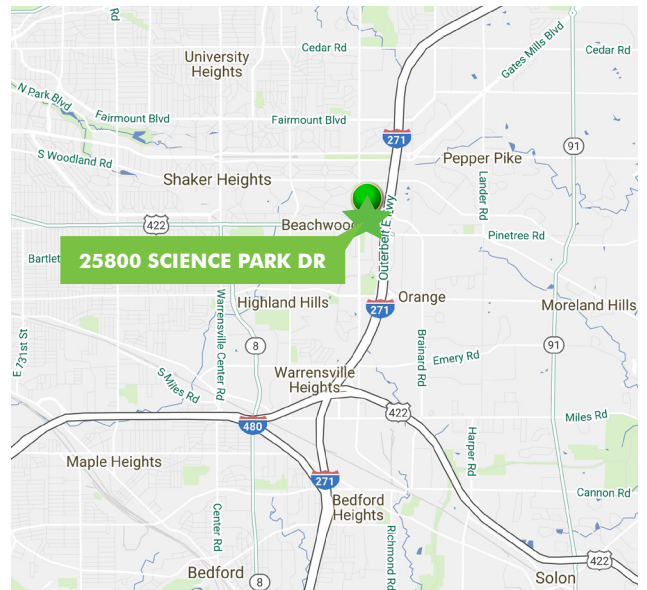 Rd
Cedar Rd
Cedar Rd
University
Heights
Gates Mills Blvd
N Park Blvd
Fairmount Blvd
Fairmount Blvd
271
91
S Woodland Rd
Pepper Pike
Shaker Heights
Lander Rd
422
Beachwood
Outerbelt E Fwy
Pinetree Rd
Bartlet
25800 SCIENCE PARK DR
Highland Hills
Orange
271
Moreland Hills
Warrensville Center Rd
E 731st St
8
Brainard Rd
Emery Rd
91
Warrensville
Heights
S Miles Rd
422
Miles Rd
480
Harper Rd
Maple Heights
271
Cannon Rd
Bedford
Heights
Center Rd
Richmond Rd
422
Bedford
8
Solon